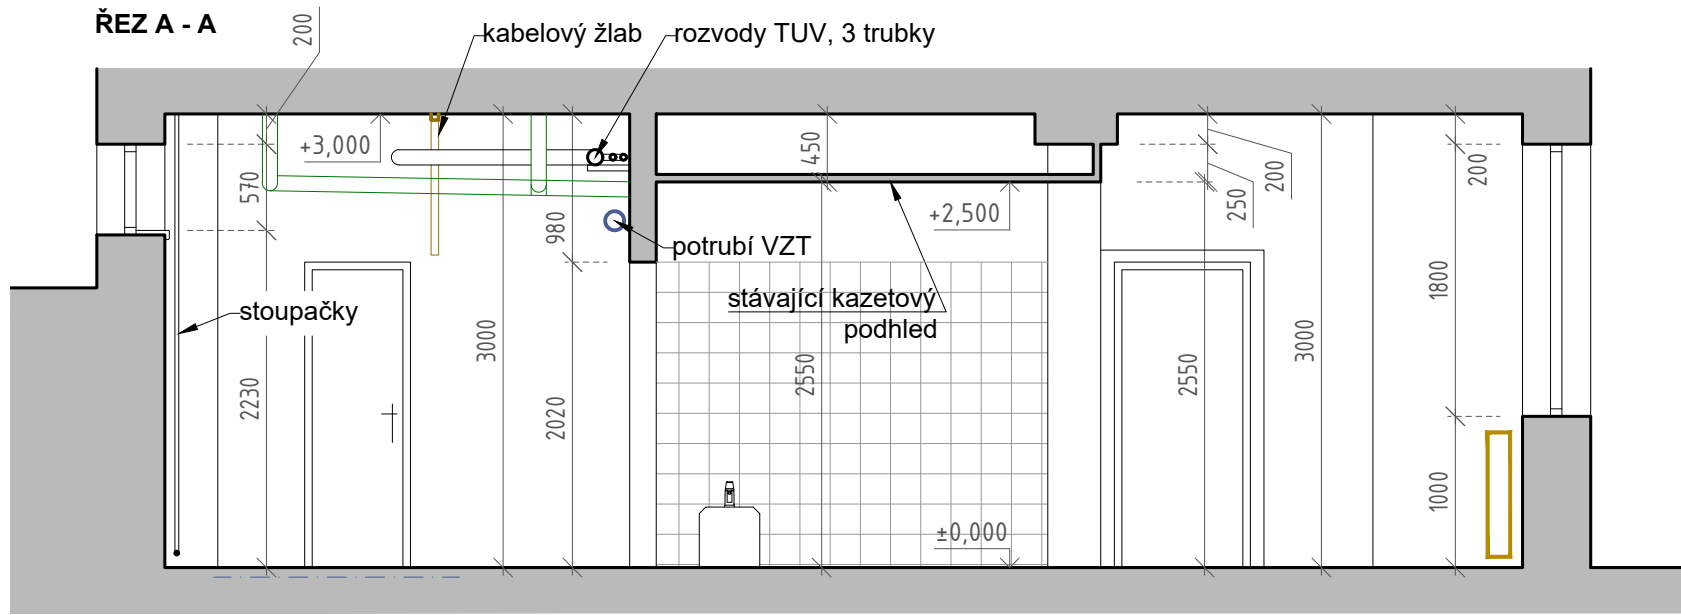 ŘEZ A - A
200
kabelový žlab
rozvody TUV, 3 trubky
+3,000
570
450
200
250
200
980
+2,500
potrubí VZT
stoupačky
stávající kazetový
podhled
1800
3000
2550
2550
3000
2230
2020
1000
±0,000